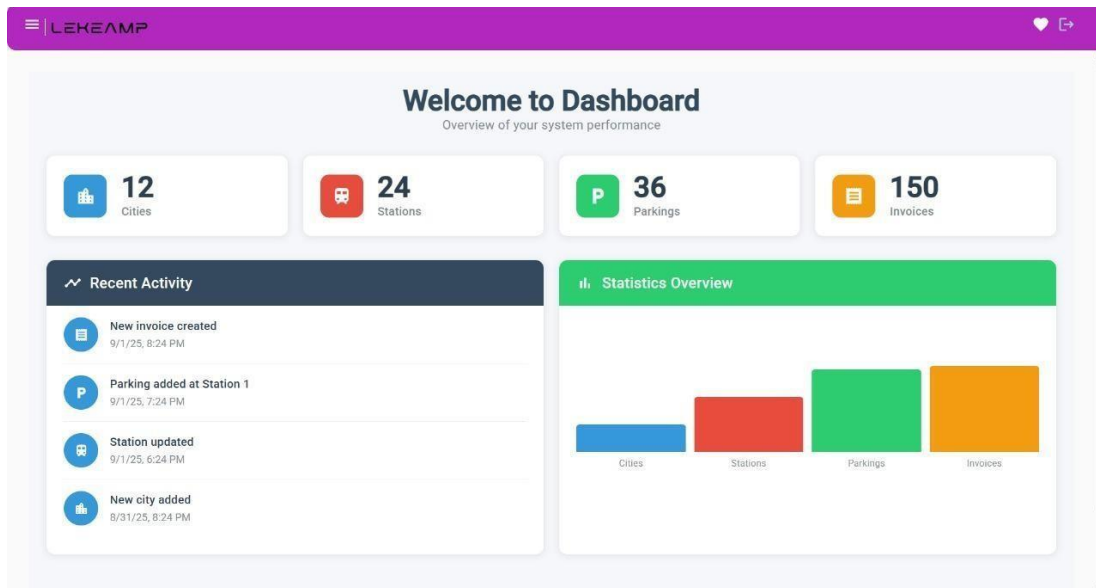 LEKEAMP
Welcome to Dashboard
Overview of your system performance
12
Cities
24
Stations
P
36
Parkings
150
Invoices
Recent Activity
New invoice created
9/1/25, 8:24 PM
P
Parking added at Station 1
9/1/25, 7:24 PM
Station updated
9/1/25, 6:24 PM
New city added
8/31/25, 8:24 PM
Statistics Overview
Cities
Stations
Parkings
Invoices